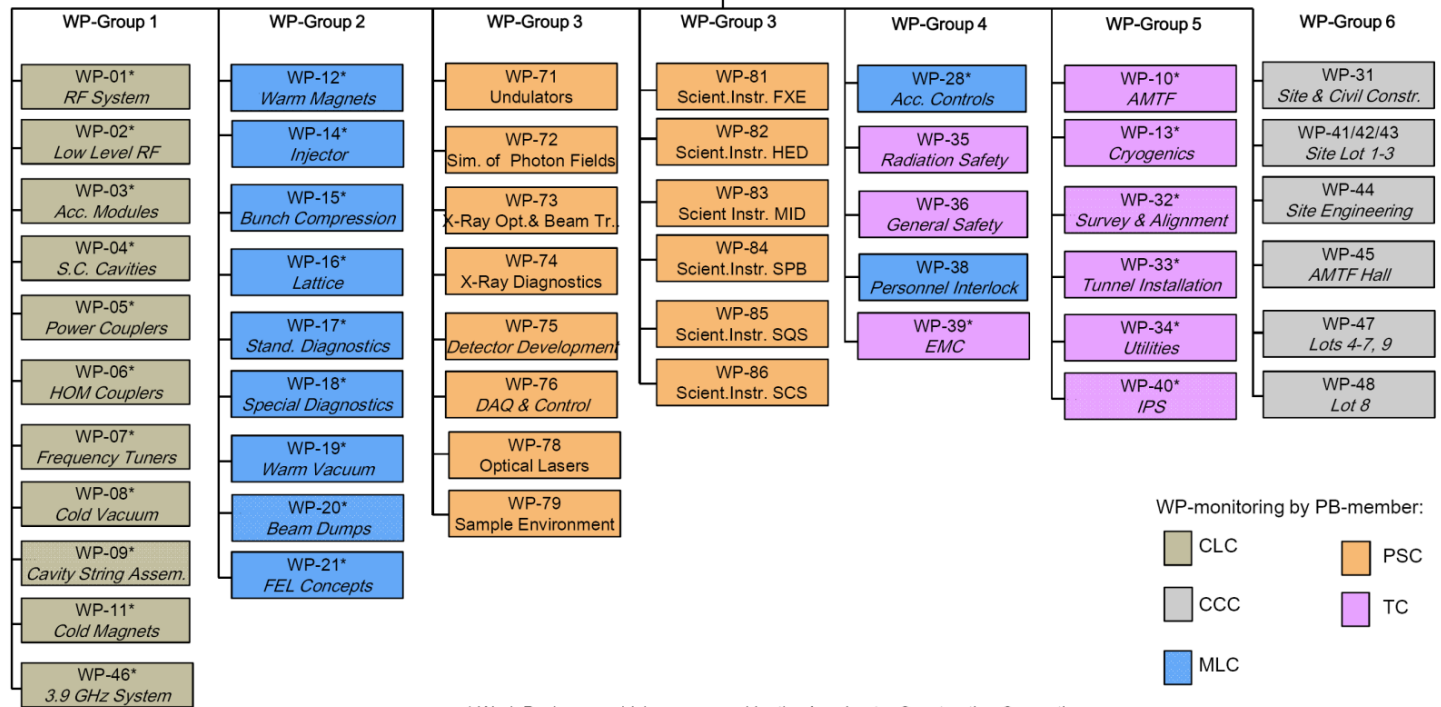 WP-Group 1
WP-01*
RF System
WP-02*
Low Level RF
WP-03*
Acc. Modules
WP-04*
S.C. Cavities
WP-05*
Power Couplers
WP-06*
HOM Couplers
WP-07*
Frequency Tuners
WP-08*
Cold Vacuum
WP-09*
Cavity String Assem.
WP-11*
Cold Magnets
WP-46*
3.9 GHz System
WP-Group 2
WP-12*
Warm Magnets
WP-14*
Injector
WP-15*
Bunch Compression
WP-16*
Lattice
WP-17*
Stand. Diagnostics
WP-18*
Special Diagnostics
WP-19*
Warm Vacuum
WP-20*
Beam Dumps
WP-21*
FEL Concepts
WP-Group 3
WP-71
Undulators
WP-72
Sim. of Photon Fields
WP-73
X-Ray Opt.& Beam Tr..
WP-74
X-Ray Diagnostics
WP-75
Detector Development
WP-76
DAQ & Control
WP-78
Optical Lasers
WP-79
Sample Environment
WP-Group 3
WP-81
Scient.Instr. FXE
WP-82
Scient.Instr. HED
WP-83
Scient Instr. MID
WP-84
Scient.Instr. SPB
WP-85
Scient.Instr. SQS
WP-86
Scient.Instr. SCS
WP-Group 4
WP-28*
Acc. Controls
WP-35
Radiation Safety
WP-36
General Safety
WP-38
Personnel Interlock
WP-39*
EMC
WP-Group 5
WP-10*
AMTF
WP-13*
Cryogenics
WP-32*
Survey & Alignment
WP-33*
Tunnel Installation
WP-34*
Utilities
WP-40*
IPS
WP-Group 6
WP-31
Site & Civil Constr.
WP-41/42/43
Site Lot 1-3
WP-44
Site Engineering
WP-45
AMTF Hall
WP-47
Lots 4-7, 9
WP-48
Lot 8
WP-monitoring by PB-member:
CLC
PSC
CCC
TC
MLC